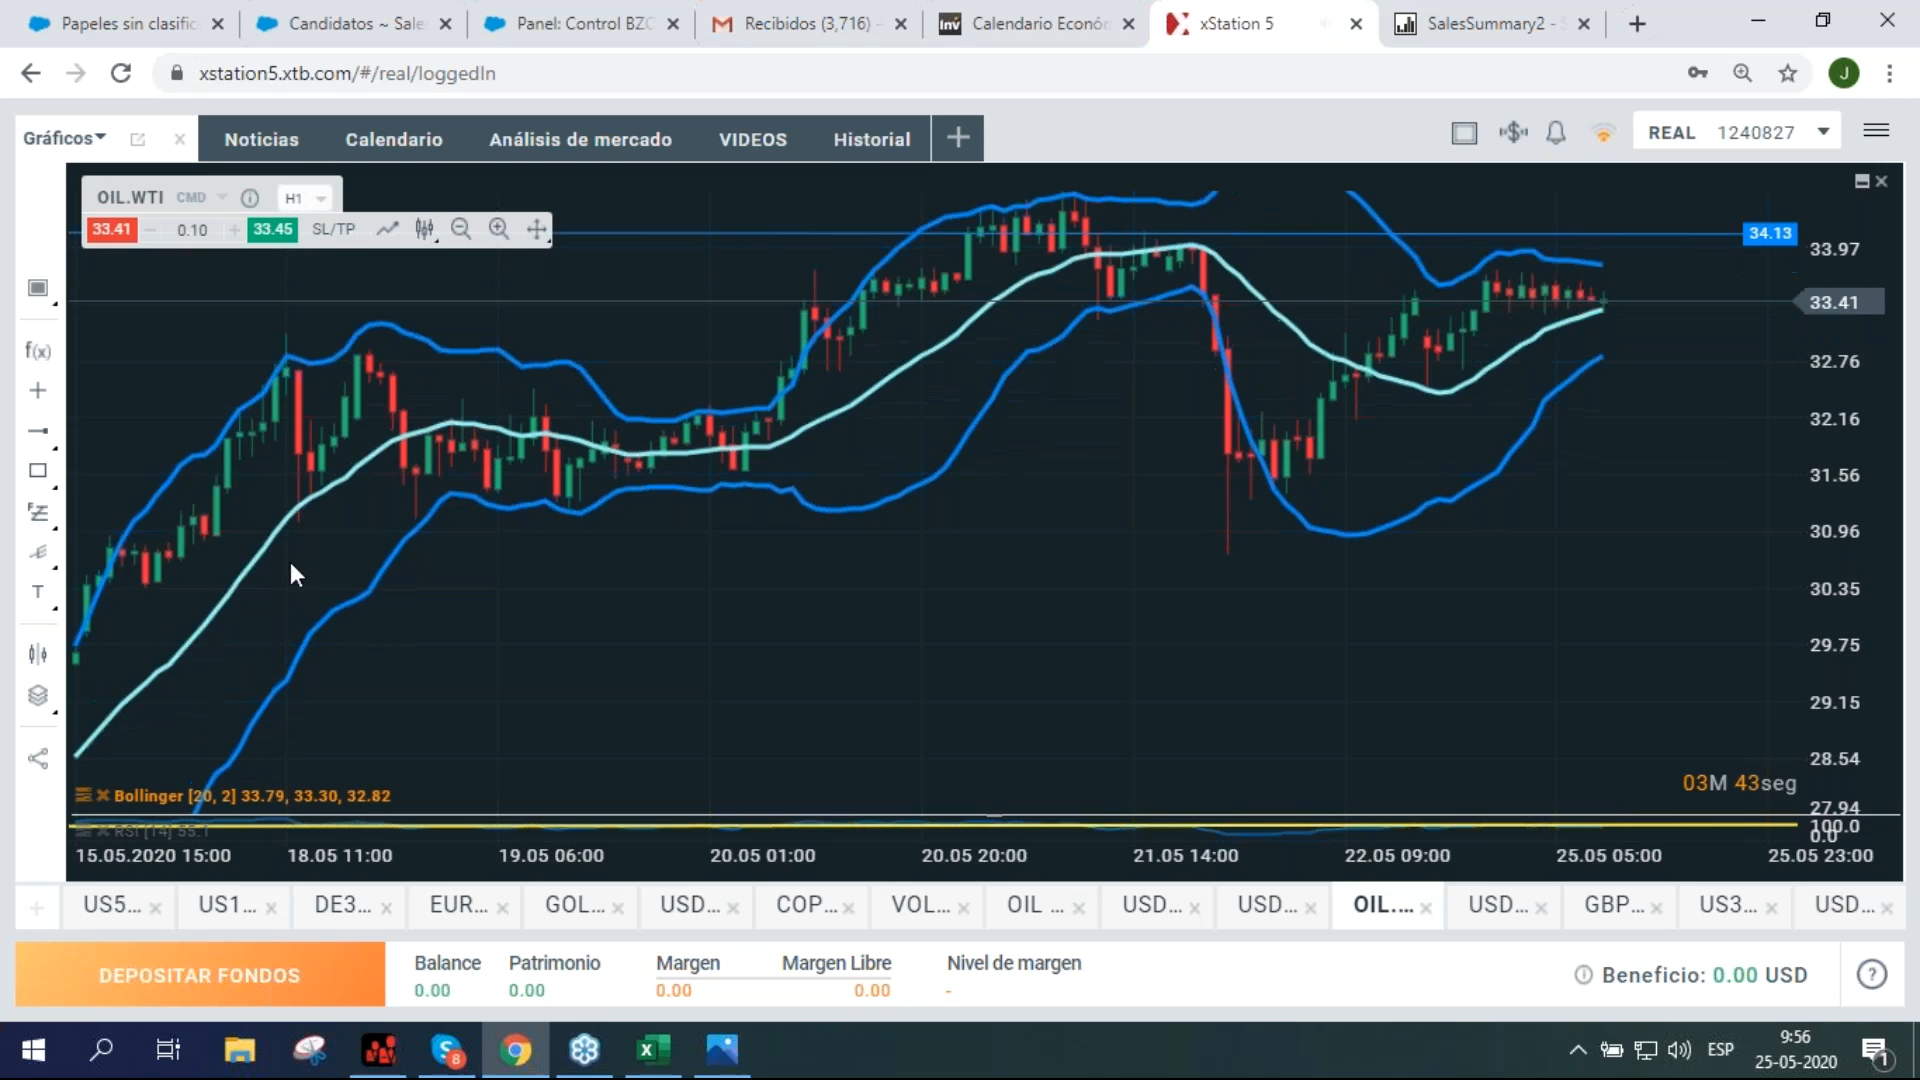 Papeles sin clasific
Candidatos ~ Sale
Panel: Control BZC
Recibidos (3,716) -
Calendario Económ
xStation 5
SalesSummary2 - S
xstation5.xtb.com/#/real/loggedIn
J
Gráficos
Noticias
Calendario
Análisis de mercado
VIDEOS
Historial
REAL 1240827
OIL.WTI CMD H1
33.41 0.10 33.45 SL/TP
34.13
33.97
33.41
32.76
32.16
31.56
30.96
30.35
29.75
29.15
28.54
27.94
100.0
0.0
f(x)
T
03M 43seg
Bollinger [20, 2] 33.79, 33.30, 32.82
RSI [14] 55.1
15.05.2020 15:00
18.05 11:00
19.05 06:00
20.05 01:00
20.05 20:00
21.05 14:00
22.05 09:00
25.05 05:00
25.05 23:00
US5...
US1...
DE3...
EUR...
GOL...
USD...
COP...
VOL...
OIL ...
USD...
USD...
OIL....
USD...
GBP...
US3...
USD...
DEPOSITAR FONDOS
Balance
0.00
Patrimonio
0.00
Margen
0.00
Margen Libre
0.00
Nivel de margen
-
Beneficio: 0.00 USD
8
ESP
9:56
25-05-2020
1